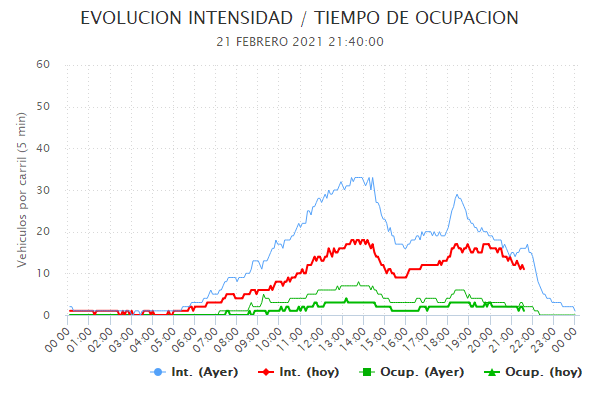 EVOLUCION INTENSIDAD / TIEMPO DE OCUPACION
21 FEBRERO 2021 21:40:00
Vehiculos por carril (5 min)
60
50
40
30
20
10
0
00:00 01:00 02:00 03:00 04:00 05:00 06:00 07:00 08:00 09:00 10:00 11:00 12:00 13:00 14:00 15:00 16:00 17:00 18:00 19:00 20:00 21:00 22:00 23:00 00:00
Int. (Ayer) Int. (hoy) Ocup. (Ayer) Ocup. (hoy)